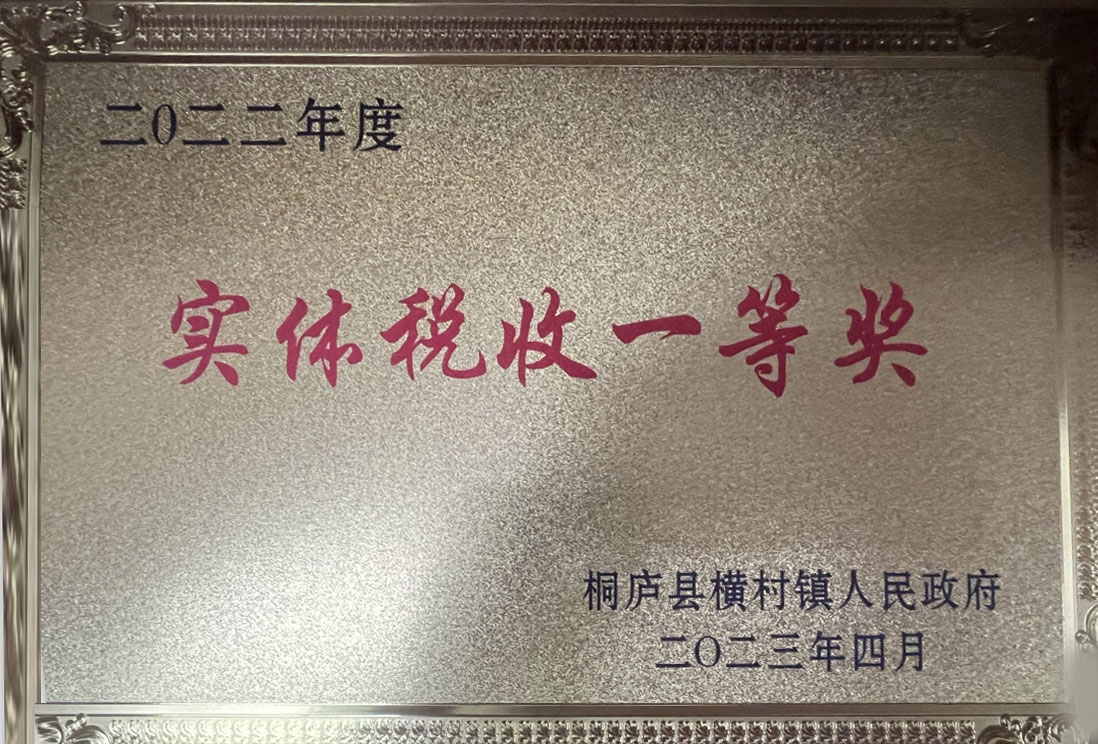 二0二二年度
实体税收一等奖
桐庐县横村镇人民政府
二〇二三年四月